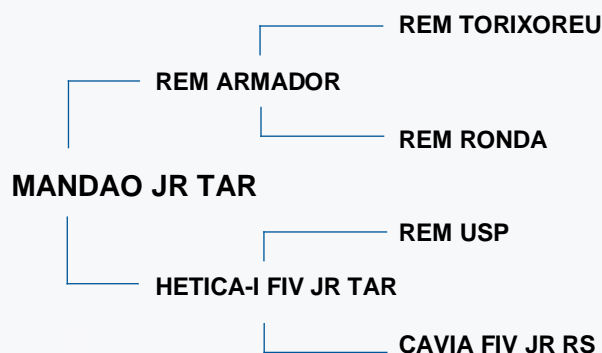 REM TORIXOREU
REM ARMADOR
REM RONDA
MANDAO JR TAR
REM USP
HETICA-I FIV JR TAR
CAVIA FIV JR RS